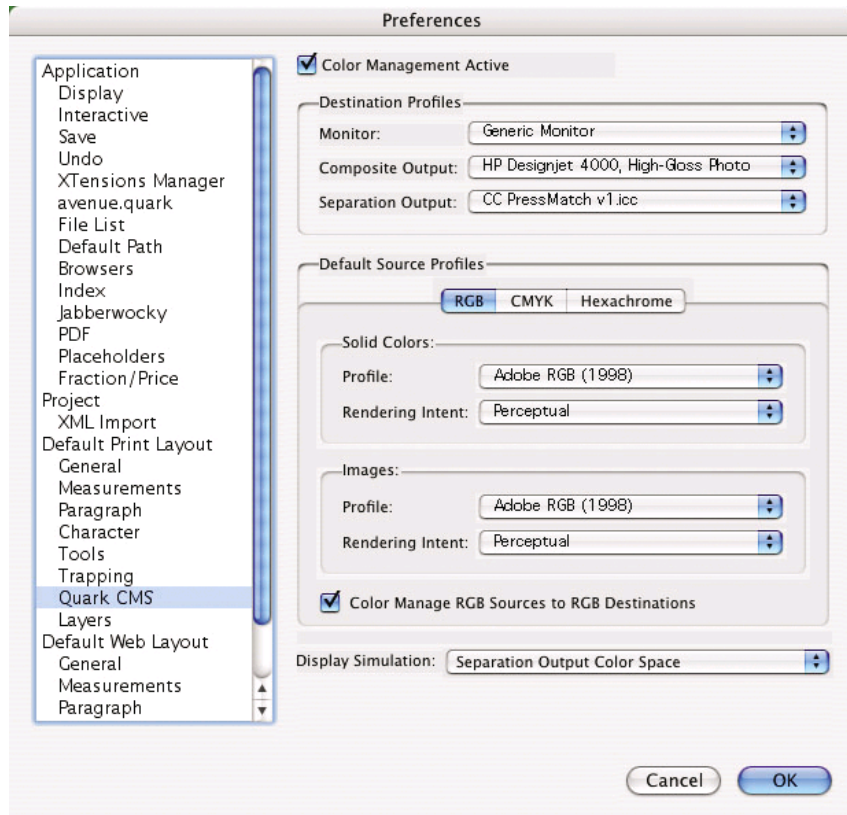 Preferences
Application
Display
Interactive
Save
Undo
XTensions Manager
avenue.quark
File List
Default Path
Browsers
Index
Jabberwocky
PDF
Placeholders
Fraction/Price
Project
XML Import
Default Print Layout
General
Measurements
Paragraph
Character
Tools
Trapping
Quark CMS
Layers
Default Web Layout
General
Measurements
Paragraph
Color Management Active
Destination Profiles
Monitor: Generic Monitor
Composite Output: HP Designjet 4000, High-Gloss Photo
Separation Output: CC PressMatch v1.icc
Default Source Profiles
RGB CMYK Hexachrome
Solid Colors:
Profile: Adobe RGB (1998)
Rendering Intent: Perceptual
Images:
Profile: Adobe RGB (1998)
Rendering Intent: Perceptual
Color Manage RGB Sources to RGB Destinations
Display Simulation: Separation Output Color Space
Cancel OK